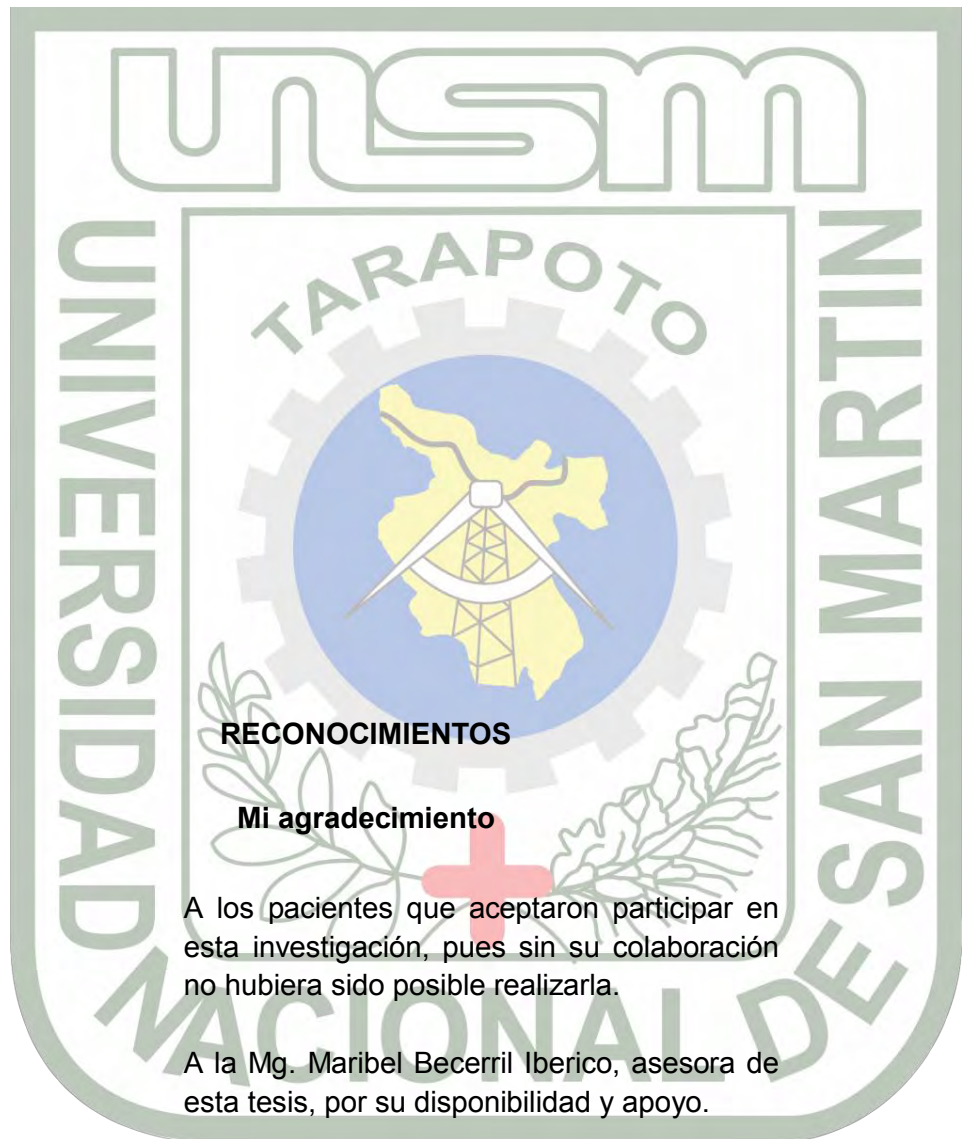 unsm
TARAPOTO
UNIVERSIDAD NACIONAL DE SAN MARTIN
RECONOCIMIENTOS
Mi agradecimiento
A los pacientes que aceptaron participar en
esta investigación, pues sin su colaboración
no hubiera sido posible realizarla.
A la Mg. Maribel Becerril Iberico, asesora de
esta tesis, por su disponibilidad y apoyo.